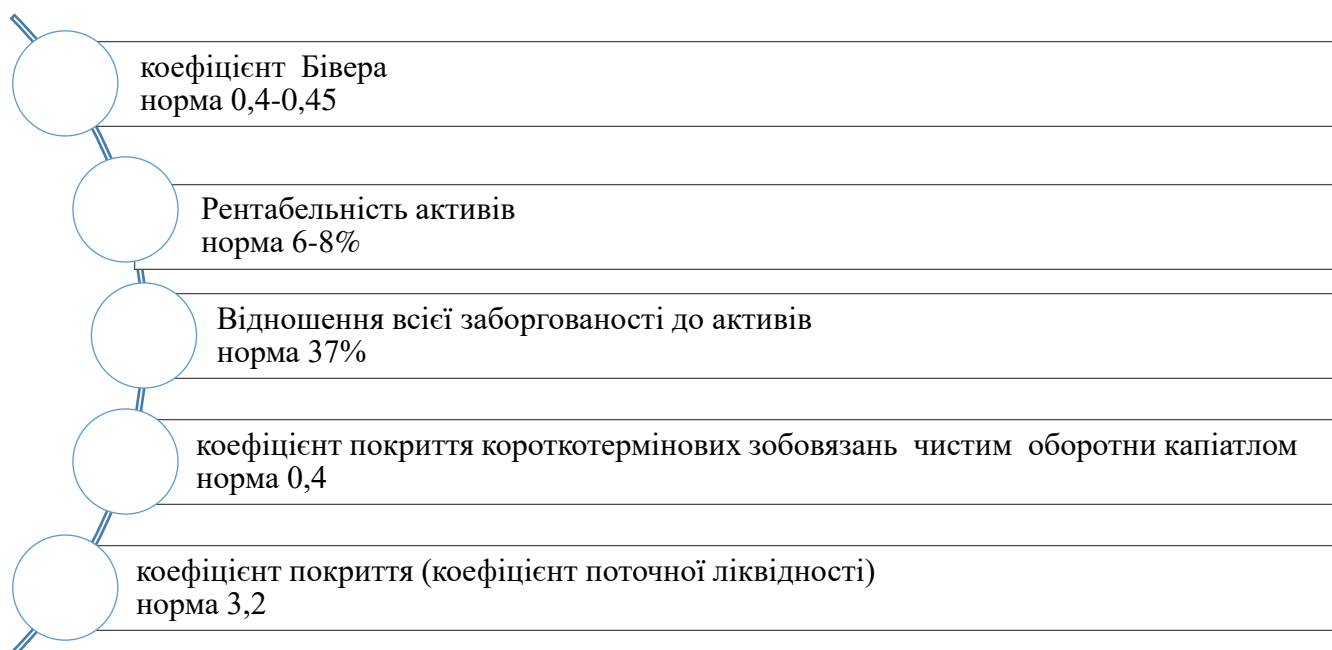 коефіцієнт Бівера
норма 0,4-0,45
Рентабельність активів
норма 6-8%
Відношення всієї заборгованості до активів
норма 37%
коефіцієнт покриття короткотермінових зобовязань чистим оборотни капіатлом
норма 0,4
коефіцієнт покриття (коефіцієнт поточної ліквідності)
норма 3,2